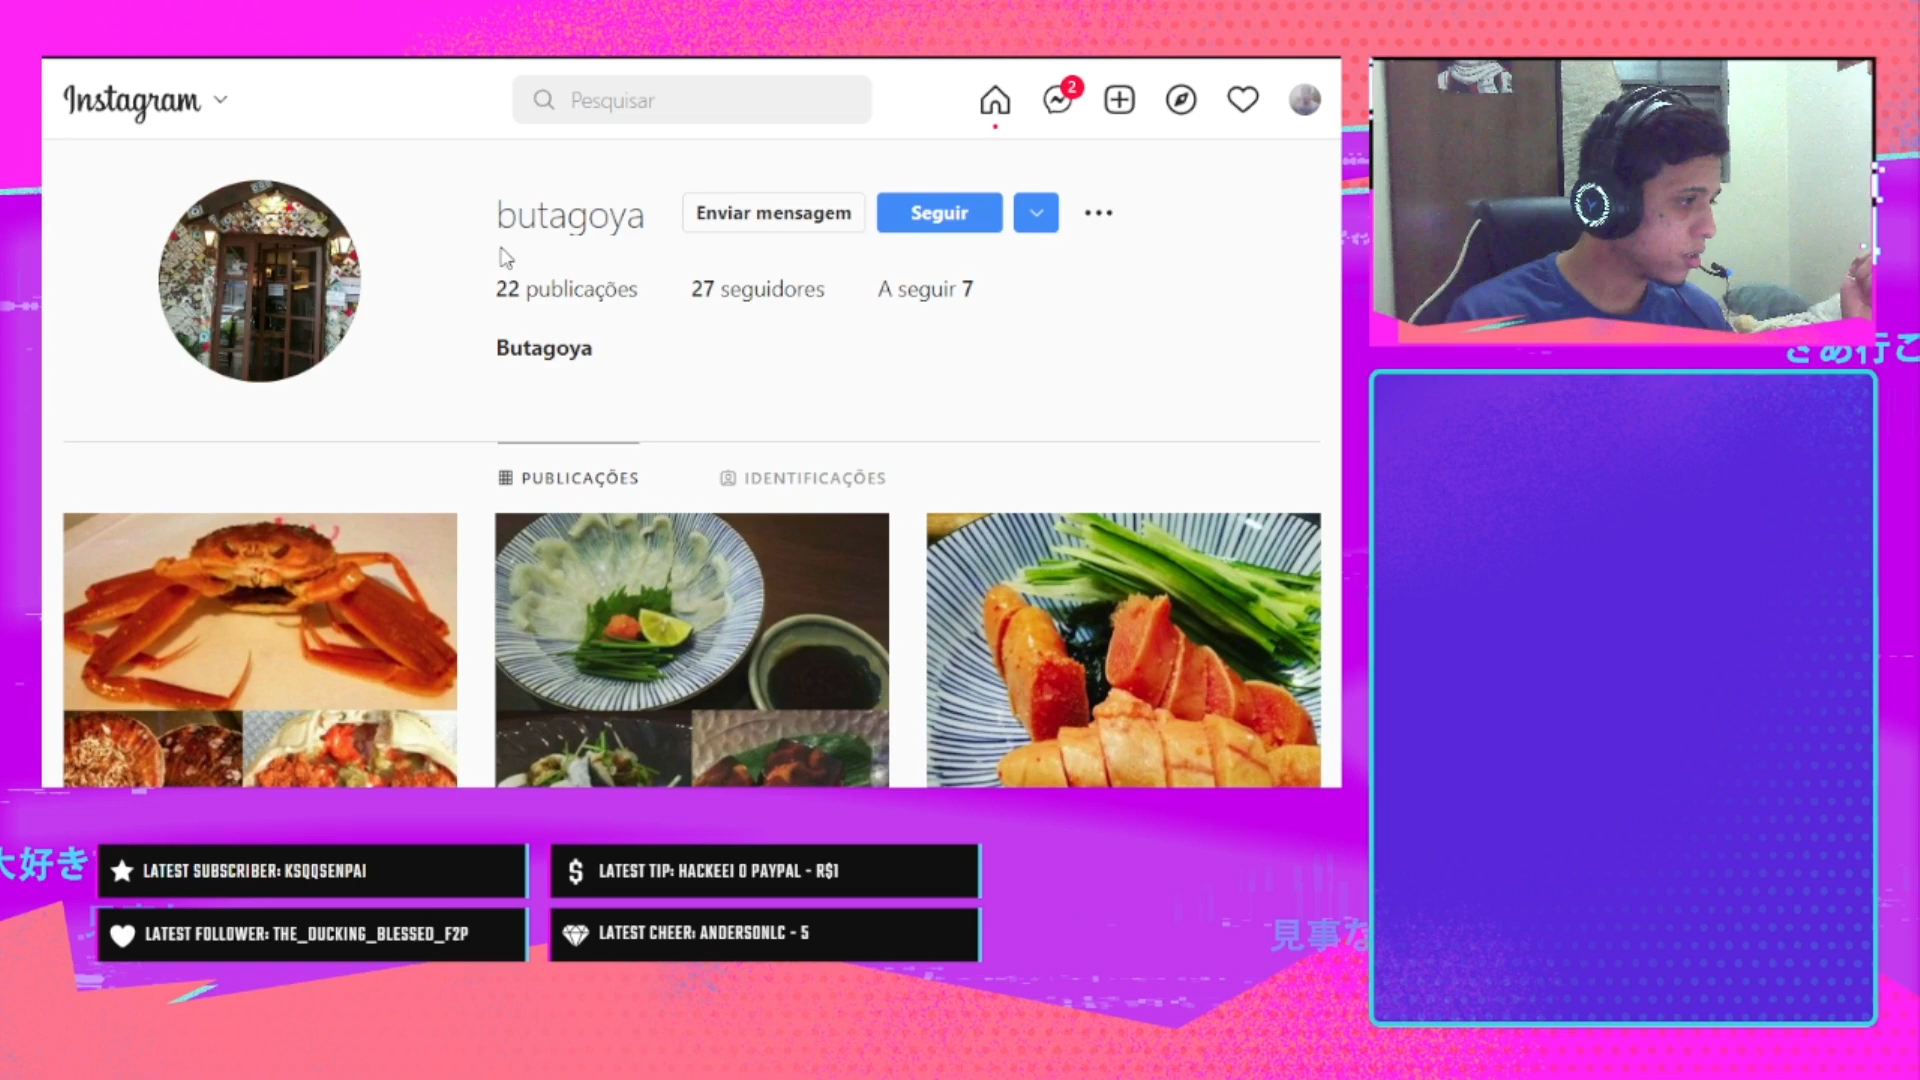 Instagram
Pesquisar
2
butagoya
Enviar mensagem
Seguir
22 publicações
27 seguidores
A seguir 7
Butagoya
PUBLICAÇÕES
IDENTIFICAÇÕES
大好き
LATEST SUBSCRIBER: KSQQSENPAI
LATEST TIP: HACKEEI O PAYPAL - R$1
LATEST FOLLOWER: THE_DUCKING_BLESSED_F2P
LATEST CHEER: ANDERSONLC - 5
見事な